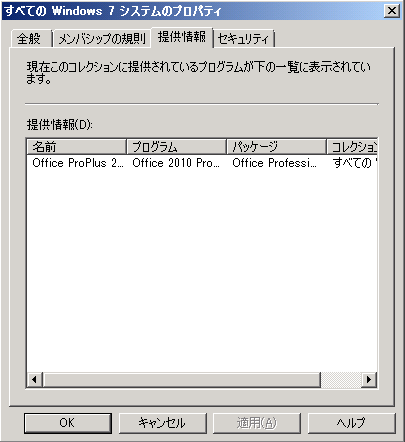 すべての Windows 7 システムのプロパティ
全般 メンバシップの規則 提供情報 セキュリティ
現在このコレクションに提供されているプログラムが下の一覧に表示されてい
ます。
提供情報(D):
名前 プログラム パッケージ コレクション
Office ProPlus 2... Office 2010 Pro... Office Professi... すべての
OK キャンセル 適用(A) ヘルプ